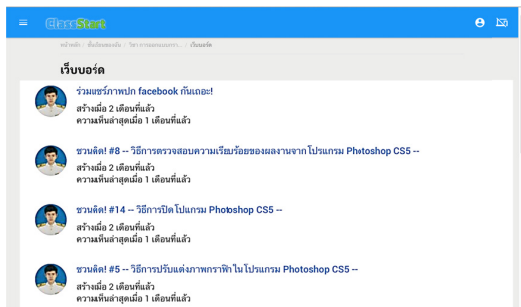 ClassStart
หน้าหลัก / ชั้นเรียนของฉัน / วิชา การออกแบบกรา... / เว็บบอร์ด
เว็บบอร์ด
ร่วมแชร์ภาพปก facebook กันเถอะ!
สร้างเมื่อ 2 เดือนที่แล้ว
ความเห็นล่าสุดเมื่อ 1 เดือนที่แล้ว
ชวนคิด! #8 -- วิธีการตรวจสอบความเรียบร้อยของผลงานจากโปรแกรม Photoshop CS5 --
สร้างเมื่อ 2 เดือนที่แล้ว
ความเห็นล่าสุดเมื่อ 1 เดือนที่แล้ว
ชวนคิด! #14 -- วิธีการปิดโปแกรม Photoshop CS5 --
สร้างเมื่อ 2 เดือนที่แล้ว
ความเห็นล่าสุดเมื่อ 1 เดือนที่แล้ว
ชวนคิด! #5 -- วิธีการปรับแต่งภาพกราฟิกในโปรแกรม Photoshop CS5 --
สร้างเมื่อ 2 เดือนที่แล้ว
ความเห็นล่าสุดเมื่อ 1 เดือนที่แล้ว